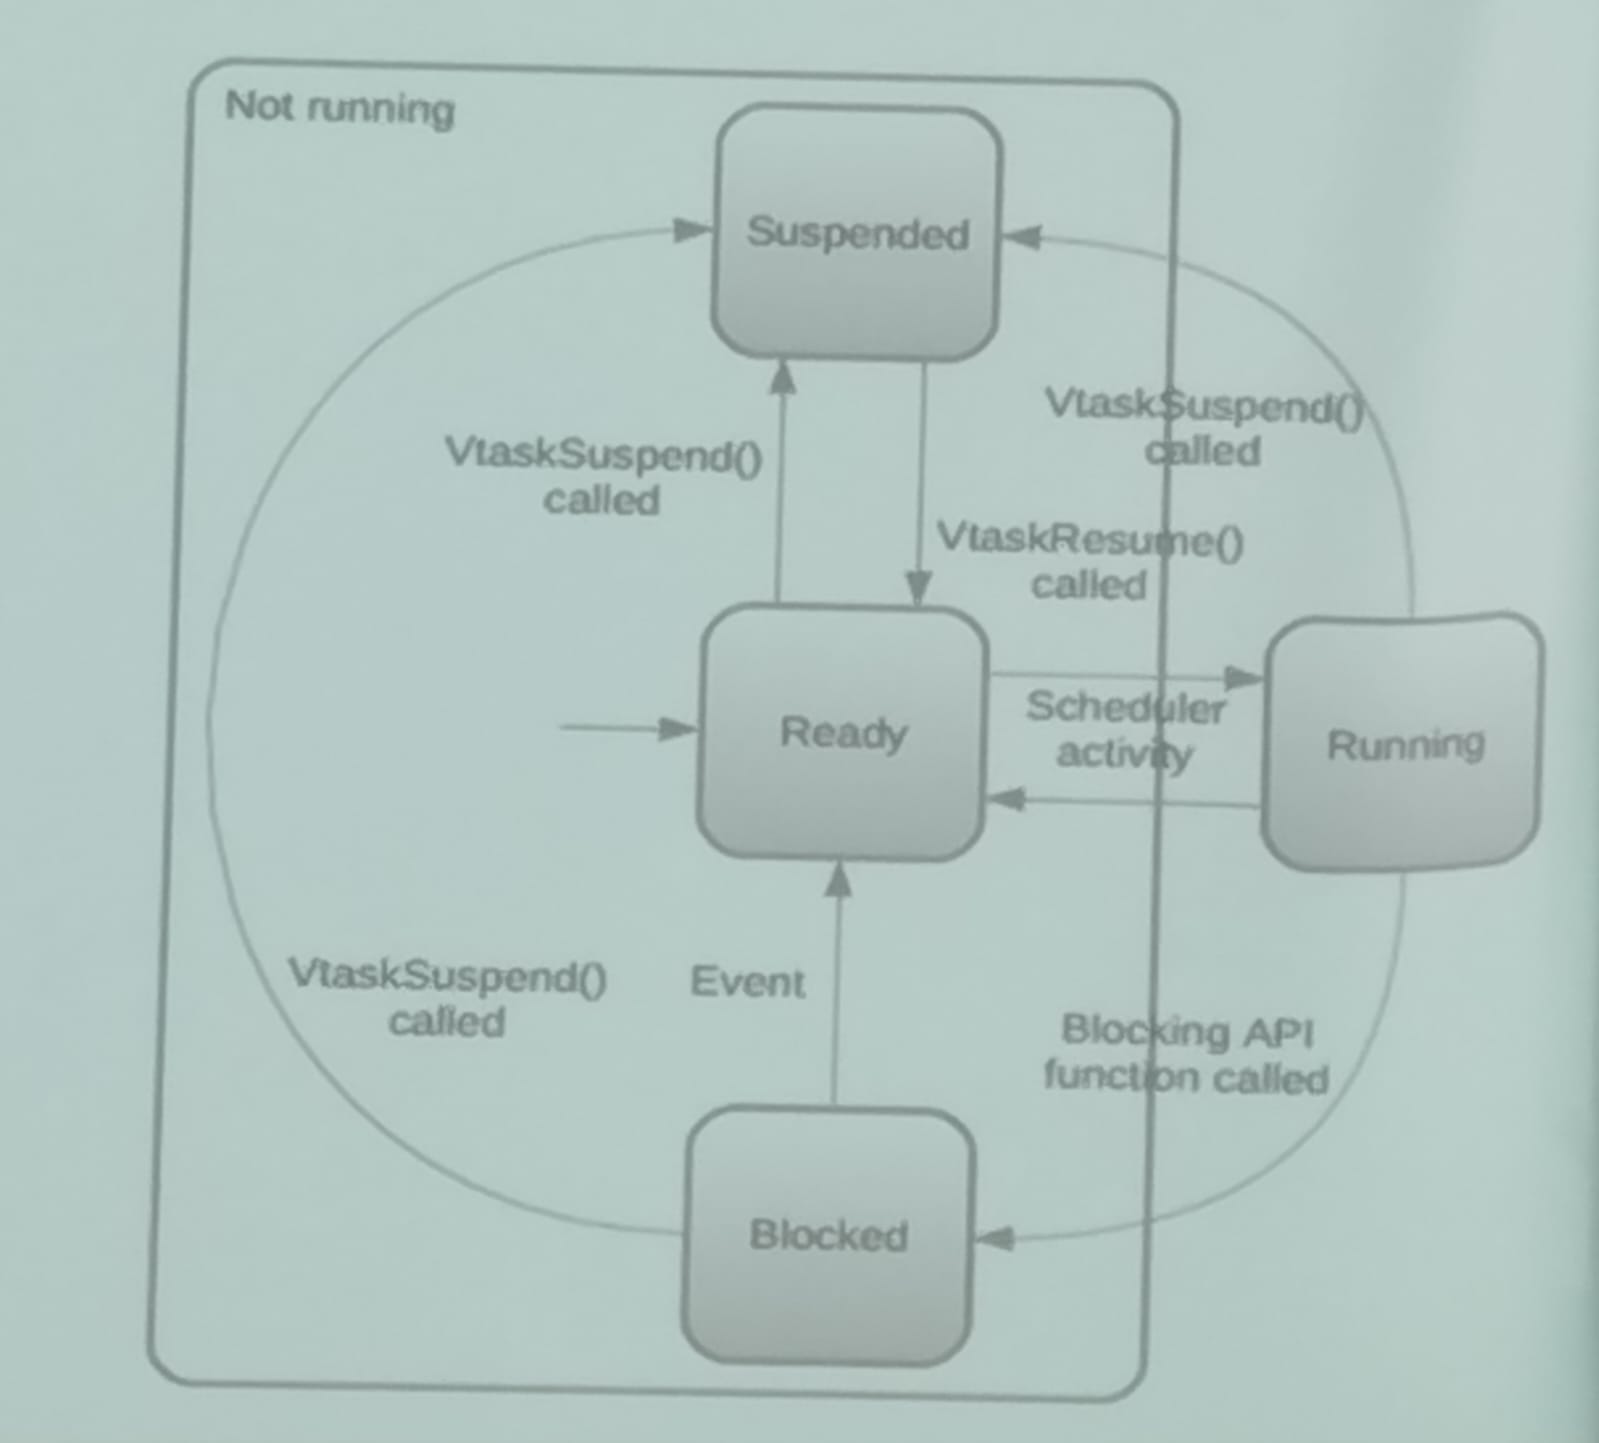 Not running
Suspended
VtaskSuspend()
called
VtaskSuspend()
called
VtaskResume()
called
Ready
Scheduler
activity
Running
VtaskSuspend()
called
Event
Blocking API
function called
Blocked